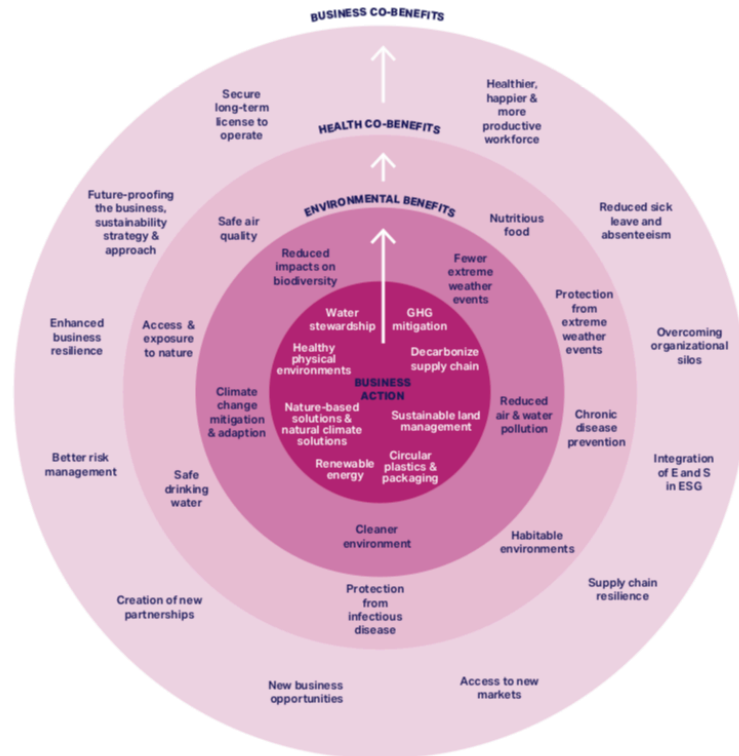 BUSINESS CO-BENEFITS
Secure
long-term
license to
operate
Healthier,
happier &
more
productive
workforce
Future-proofing
the business,
sustainability
strategy &
approach
Reduced sick
leave and
absenteeism
Enhanced
business
resilience
Overcoming
organizational
silos
Better risk
management
Integration
of E and S
in ESG
Creation of new
partnerships
Supply chain
resilience
New business
opportunities
Access to new
markets
HEALTH CO-BENEFITS
Safe air
quality
Nutritious
food
Access &
exposure
to nature
Protection
from
extreme
weather
events
Safe
drinking
water
Chronic
disease
prevention
Habitable
environments
Protection
from
infectious
disease
ENVIRONMENTAL BENEFITS
Reduced
impacts on
biodiversity
Fewer
extreme
weather
events
Climate
change
mitigation
& adaption
Reduced
air & water
pollution
Cleaner
environment
Water
stewardship
GHG
mitigation
Healthy
physical
environments
Decarbonize
supply chain
BUSINESS
ACTION
Nature-based
solutions &
natural climate
solutions
Sustainable land
management
Renewable
energy
Circular
plastics &
packaging